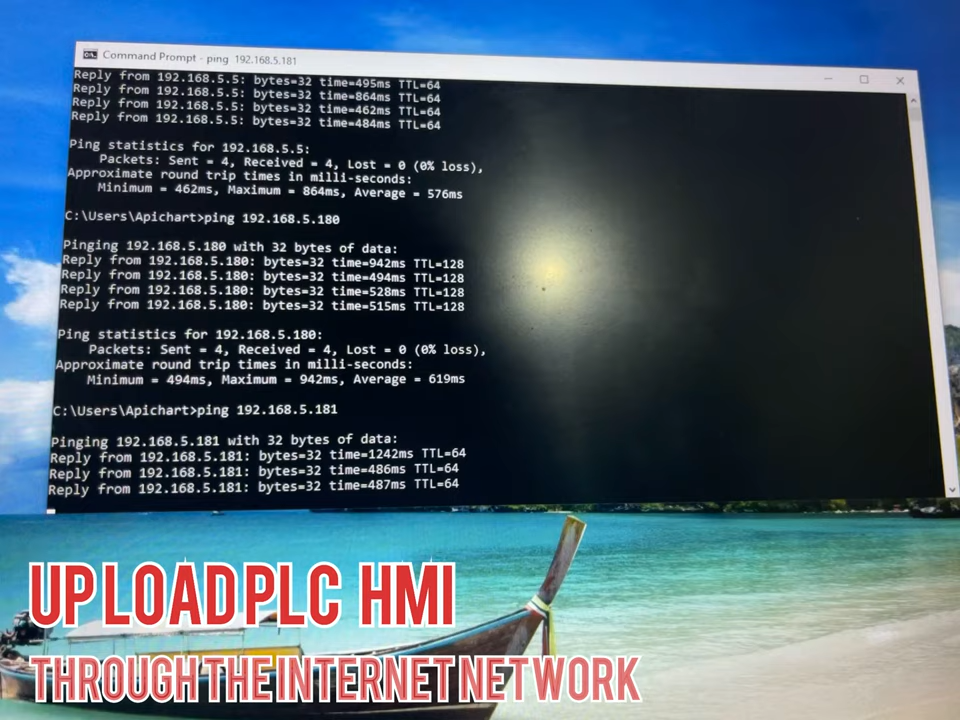 Command Prompt - ping 192.168.5.181
Reply from 192.168.5.5: bytes=32 time=495ms TTL=64
Reply from 192.168.5.5: bytes=32 time=864ms TTL=64
Reply from 192.168.5.5: bytes=32 time=462ms TTL=64
Reply from 192.168.5.5: bytes=32 time=484ms TTL=64
Ping statistics for 192.168.5.5:
Packets: Sent = 4, Received = 4, Lost = 0 (0% loss),
Approximate round trip times in milli-seconds:
Minimum = 462ms, Maximum = 864ms, Average = 576ms
C:\Users\Apichart>ping 192.168.5.180
Pinging 192.168.5.180 with 32 bytes of data:
Reply from 192.168.5.180: bytes=32 time=942ms TTL=128
Reply from 192.168.5.180: bytes=32 time=494ms TTL=128
Reply from 192.168.5.180: bytes=32 time=528ms TTL=128
Reply from 192.168.5.180: bytes=32 time=515ms TTL=128
Ping statistics for 192.168.5.180:
Packets: Sent = 4, Received = 4, Lost = 0 (0% loss),
Approximate round trip times in milli-seconds:
Minimum = 494ms, Maximum = 942ms, Average = 619ms
C:\Users\Apichart>ping 192.168.5.181
Pinging 192.168.5.181 with 32 bytes of data:
Reply from 192.168.5.181: bytes=32 time=1242ms TTL=64
Reply from 192.168.5.181: bytes=32 time=486ms TTL=64
Reply from 192.168.5.181: bytes=32 time=487ms TTL=64
UPLOAD PLC HMI
THROUGH THE INTERNET NETWORK